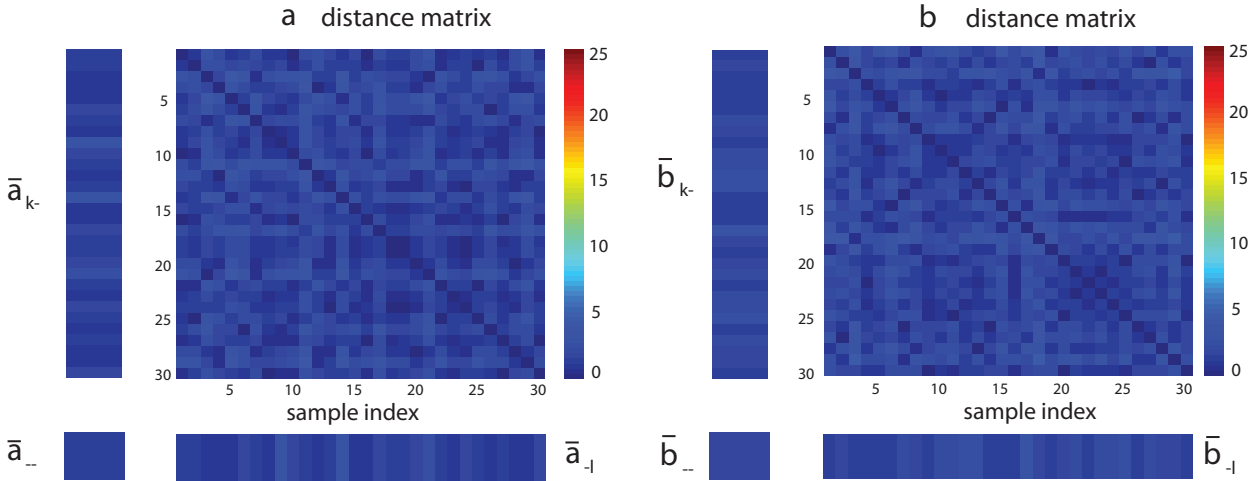 a distance matrix
25
20
15
10
5
0
5
10
15
20
25
30
5 10 15 20 25 30
sample index
a̅ k-
a̅ --
a̅ -l
b distance matrix
25
20
15
10
5
0
5
10
15
20
25
30
5 10 15 20 25 30
sample index
b̅ k-
b̅ --
b̅ -l